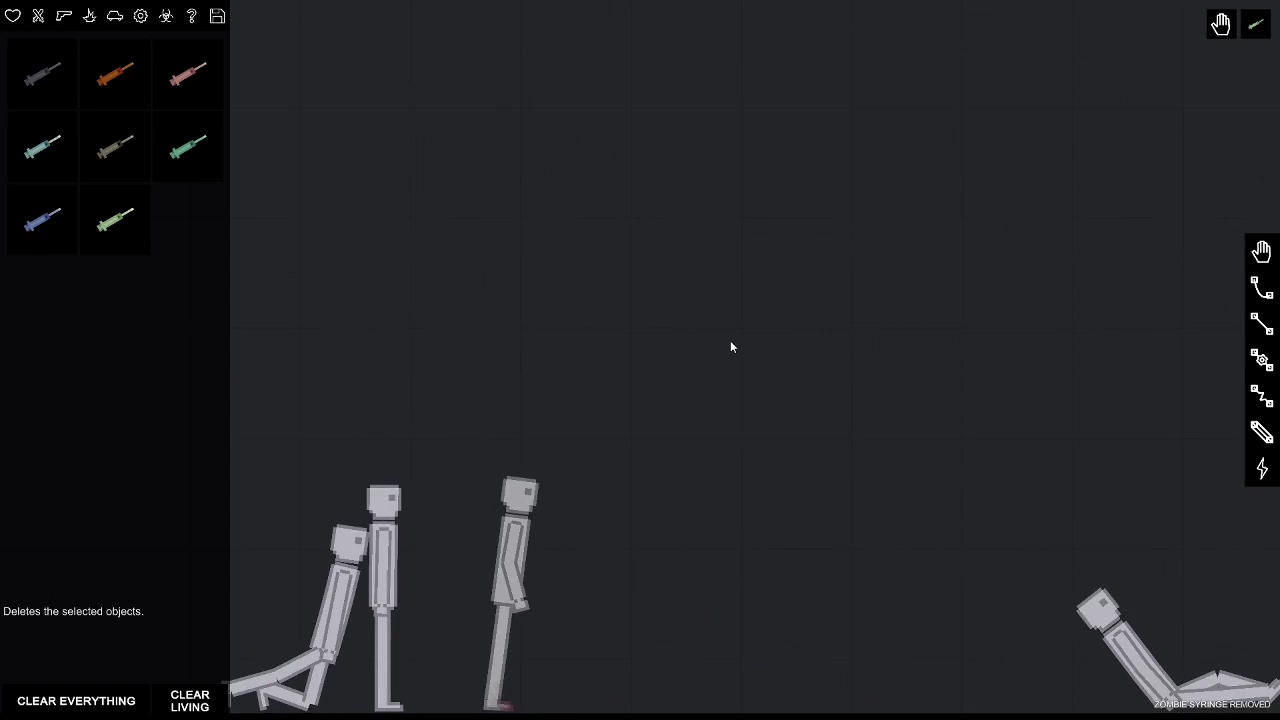 Deletes the selected objects.
CLEAR EVERYTHING
CLEAR
LIVING
ZOMBIE SYRINGE REMOVED